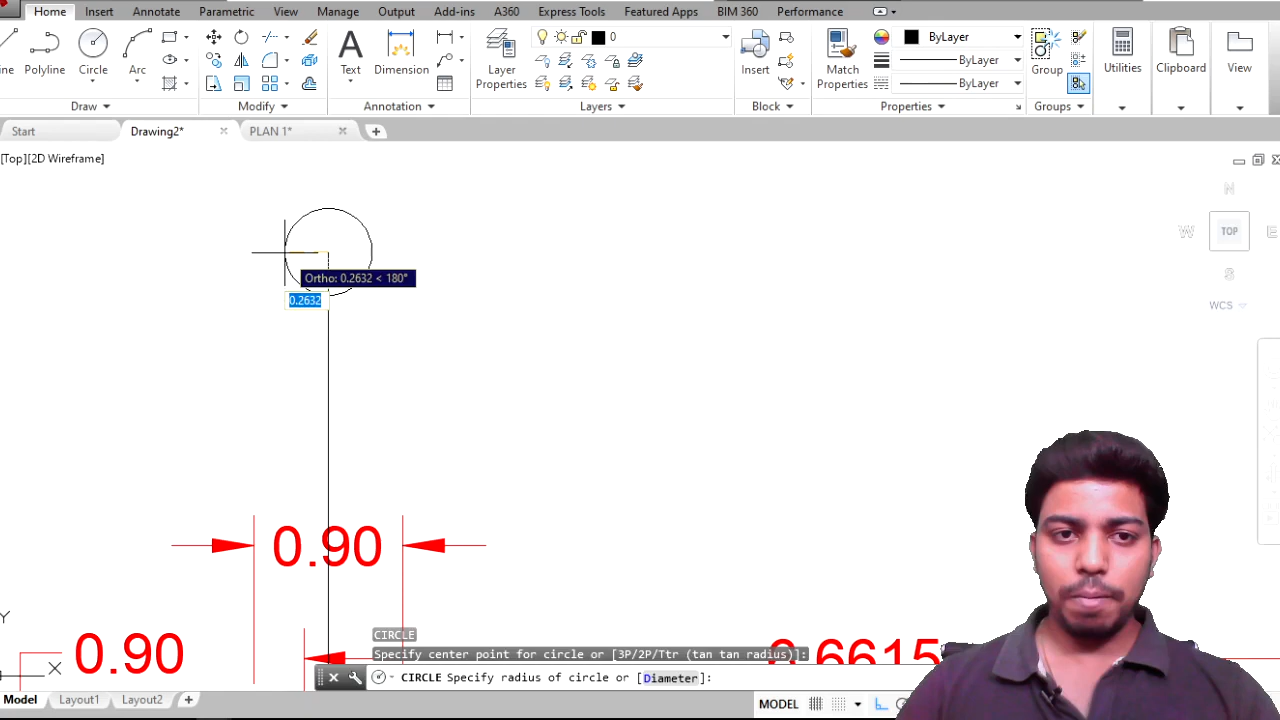 Home Insert Annotate Parametric View Manage Output Add-ins A360 Express Tools Featured Apps BIM 360 Performance
0 ByLayer
ByLayer
ByLayer
Polyline Circle Arc Text Dimension Layer Properties Insert Match Properties Group Utilities Clipboard View
Draw Modify Annotation Layers Block Properties Groups
Start Drawing2* PLAN 1*
[Top][2D Wireframe]
N
W TOP E
S
WCS
Ortho: 0.2632 < 180°
0.2632
0.90
Y
0.90
X
0.6615
CIRCLE
Specify center point for circle or [3P/2P/Ttr (tan tan radius)]:
CIRCLE Specify radius of circle or [Diameter]:
Model Layout1 Layout2 MODEL